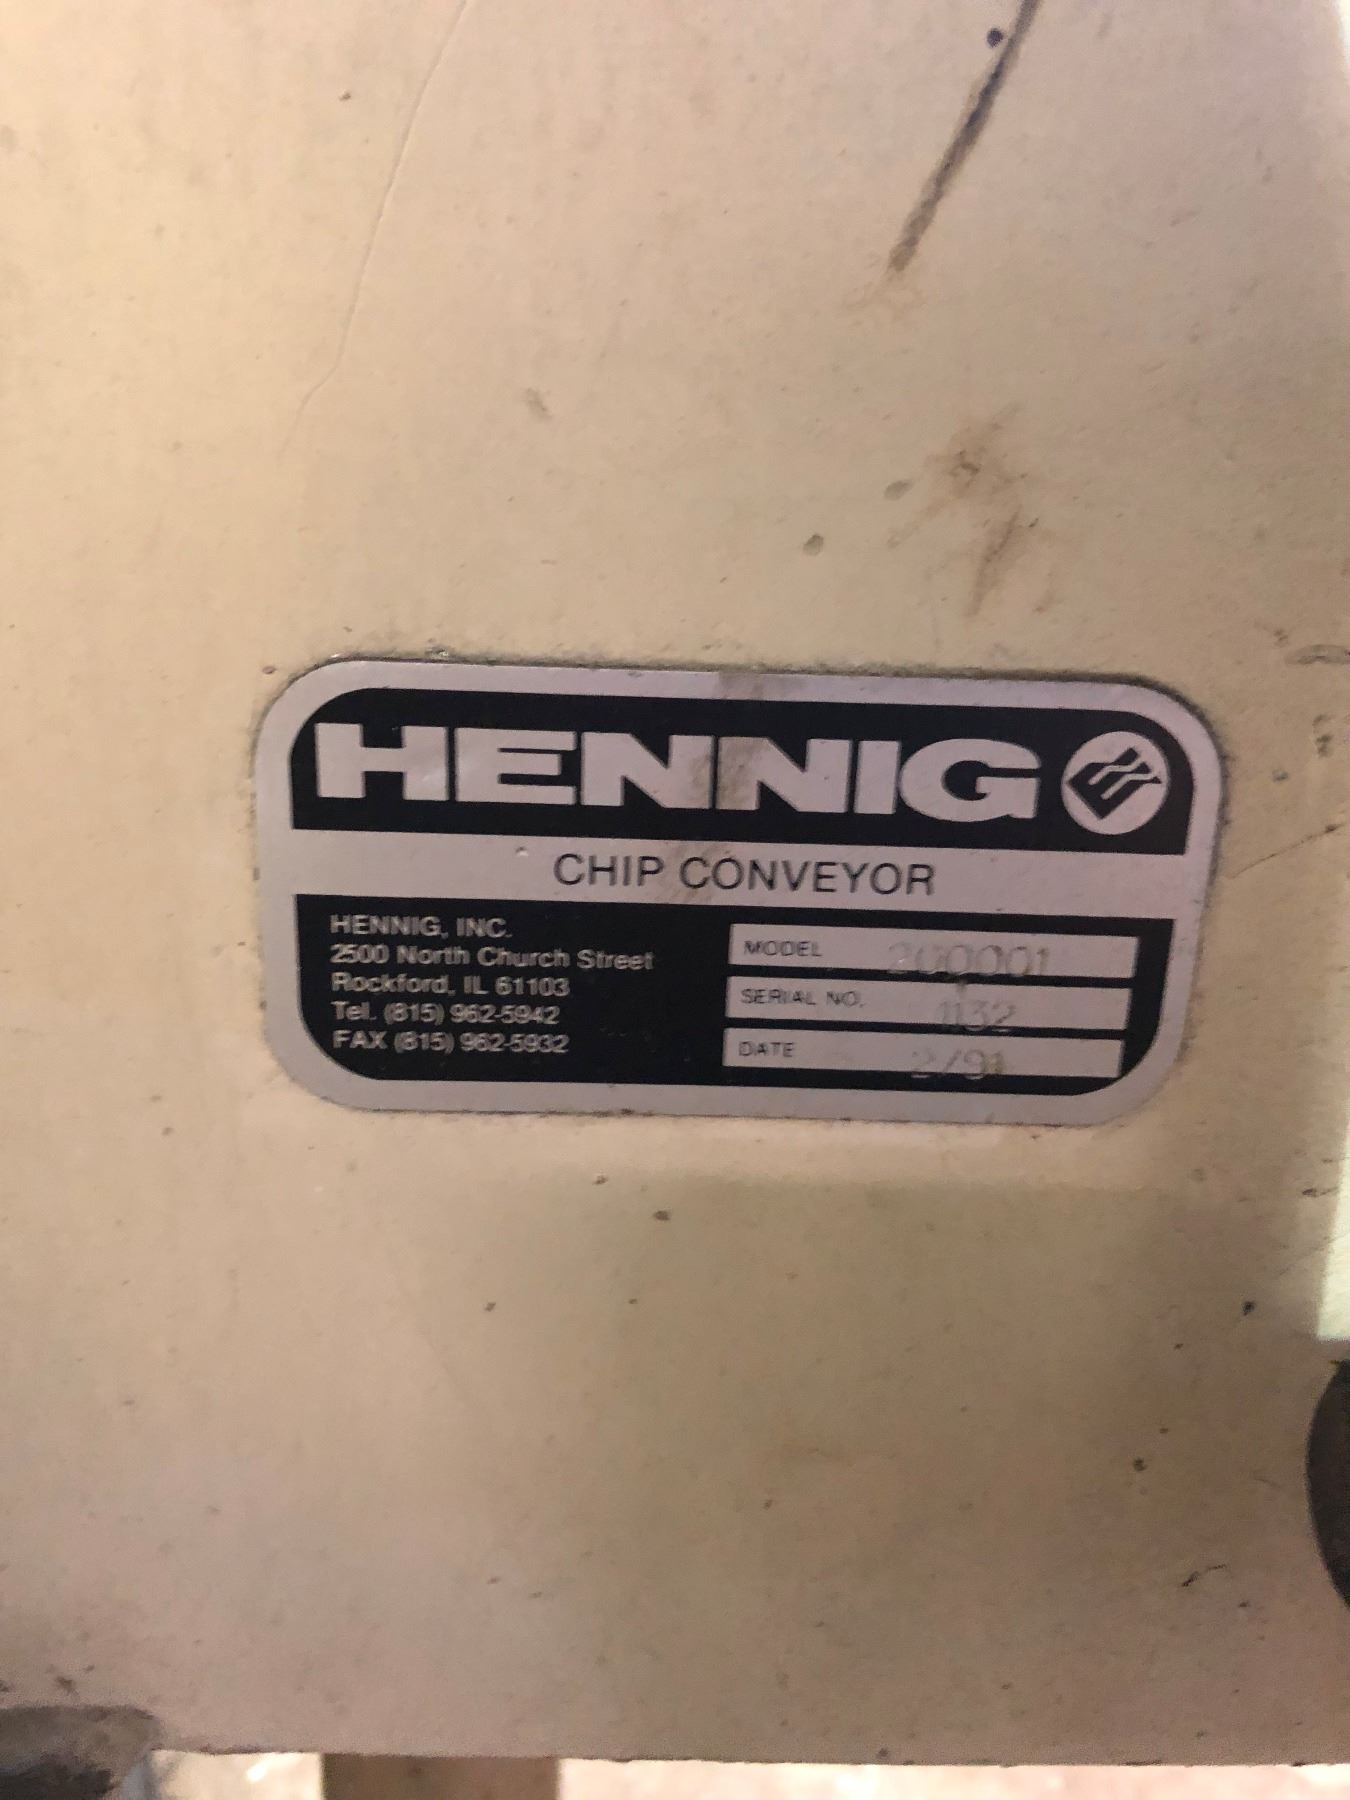 HENNIG
CHIP CONVEYOR
HENNIG, INC.
2500 North Church Street
Rockford, IL 61103
Tel. (815) 962-5942
FAX (815) 962-5932
MODEL 200001
SERIAL NO. 1132
DATE 2/91